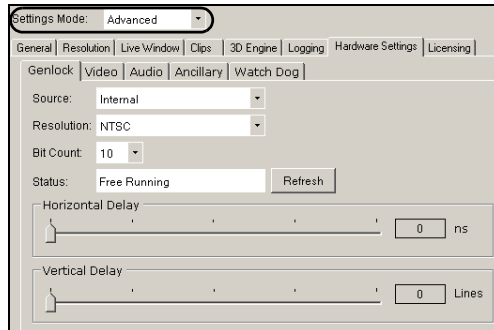 Settings Mode: Advanced
General Resolution Live Window Clips 3D Engine Logging Hardware Settings Licensing
Genlock Video Audio Ancillary Watch Dog
Source: Internal
Resolution: NTSC
Bit Count: 10
Status: Free Running Refresh
Horizontal Delay
0 ns
Vertical Delay
0 Lines